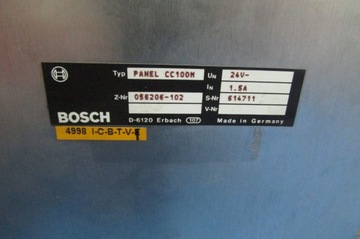 Typ PANEL CC100M UN 24V-
IN 1.5A
Z-Nr 056206-102 S-Nr 614711
V-Nr
BOSCH D-6120 Erbach 107 Made in Germany
4998 I-C-B-T-V-E